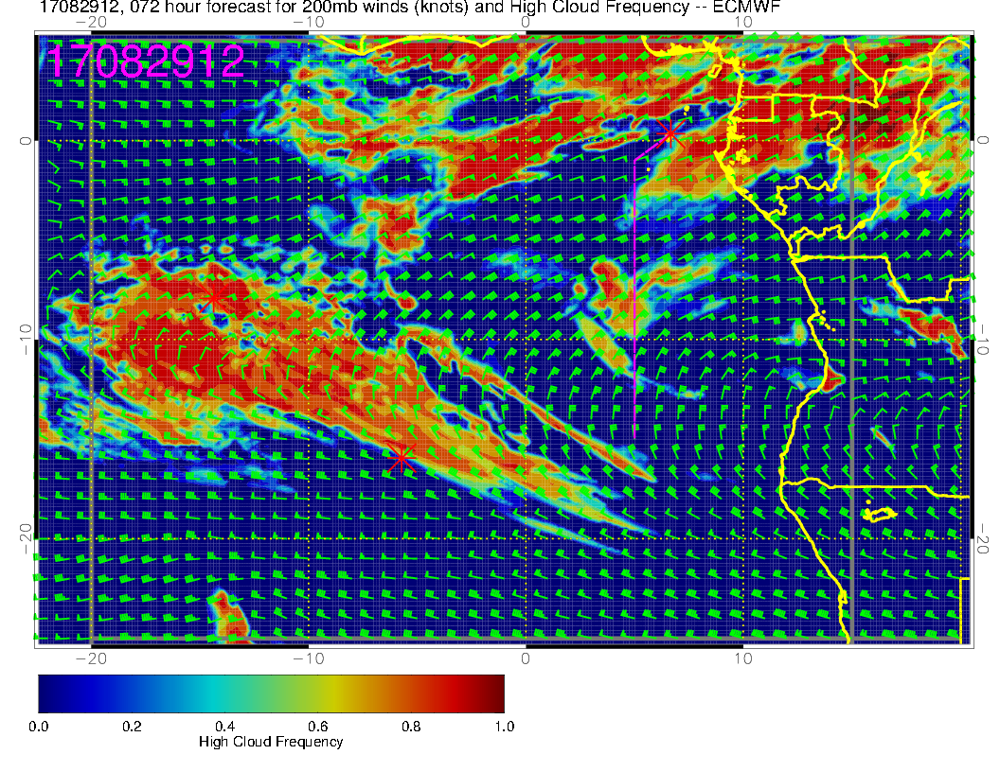 17082912, 072 hour forecast for 200mb winds (knots) and High Cloud Frequency -- ECMWF
−20 −10 0 10
17082912
0 0
−10 −10
−20 −20
−20 −10 0 10
0.0 0.2 0.4 0.6 0.8 1.0
High Cloud Frequency